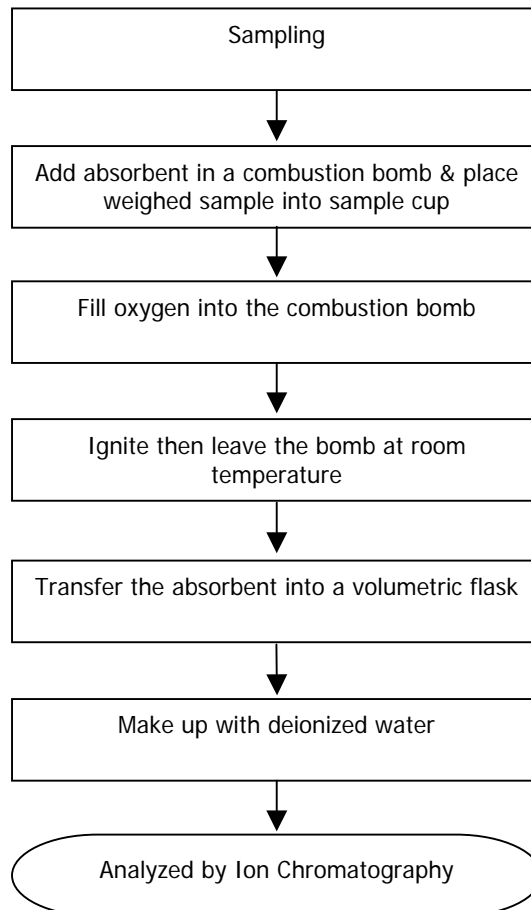 Sampling
Add absorbent in a combustion bomb & place
weighed sample into sample cup
Fill oxygen into the combustion bomb
Ignite then leave the bomb at room
temperature
Transfer the absorbent into a volumetric flask
Make up with deionized water
Analyzed by Ion Chromatography